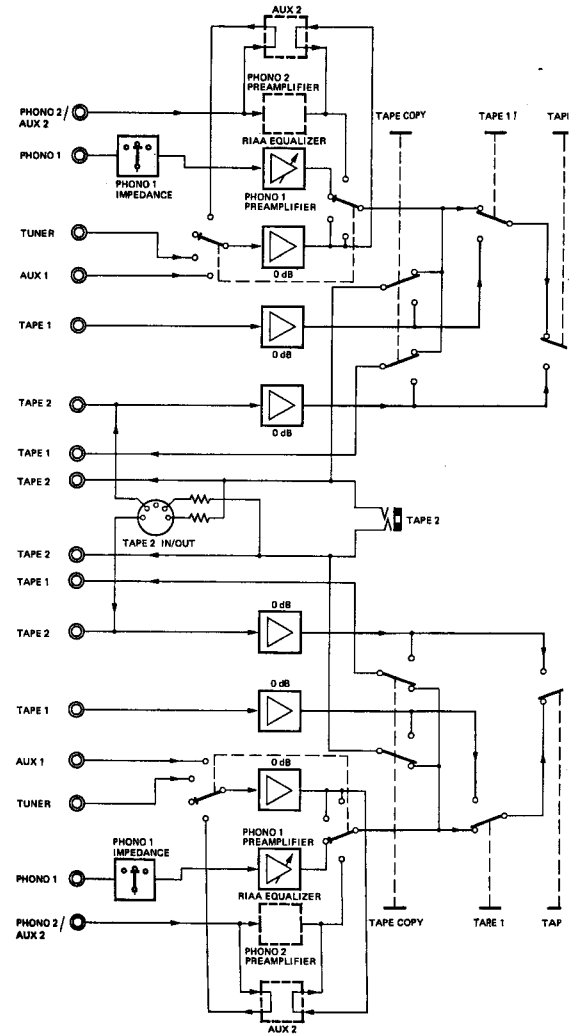 AUX 2
PHONO 2
PREAMPLIFIER
PHONO 2/
AUX 2
TAPE COPY
TAPE 1
TAP
RIAA EQUALIZER
PHONO 1
PHONO 1
IMPEDANCE
PHONO 1
PREAMPLIFIER
TUNER
0 dB
AUX 1
TAPE 1
0 dB
TAPE 2
0 dB
TAPE 1
TAPE 2
TAPE 2
TAPE 2 IN/OUT
TAPE 2
TAPE 1
0 dB
TAPE 2
0 dB
TAPE 1
0 dB
AUX 1
TUNER
PHONO 1
IMPEDANCE
PHONO 1
PREAMPLIFIER
PHONO 1
RIAA EQUALIZER
PHONO 2/
AUX 2
TAPE COPY
TAPE 1
TAP
PHONO 2
PREAMPLIFIER
AUX 2